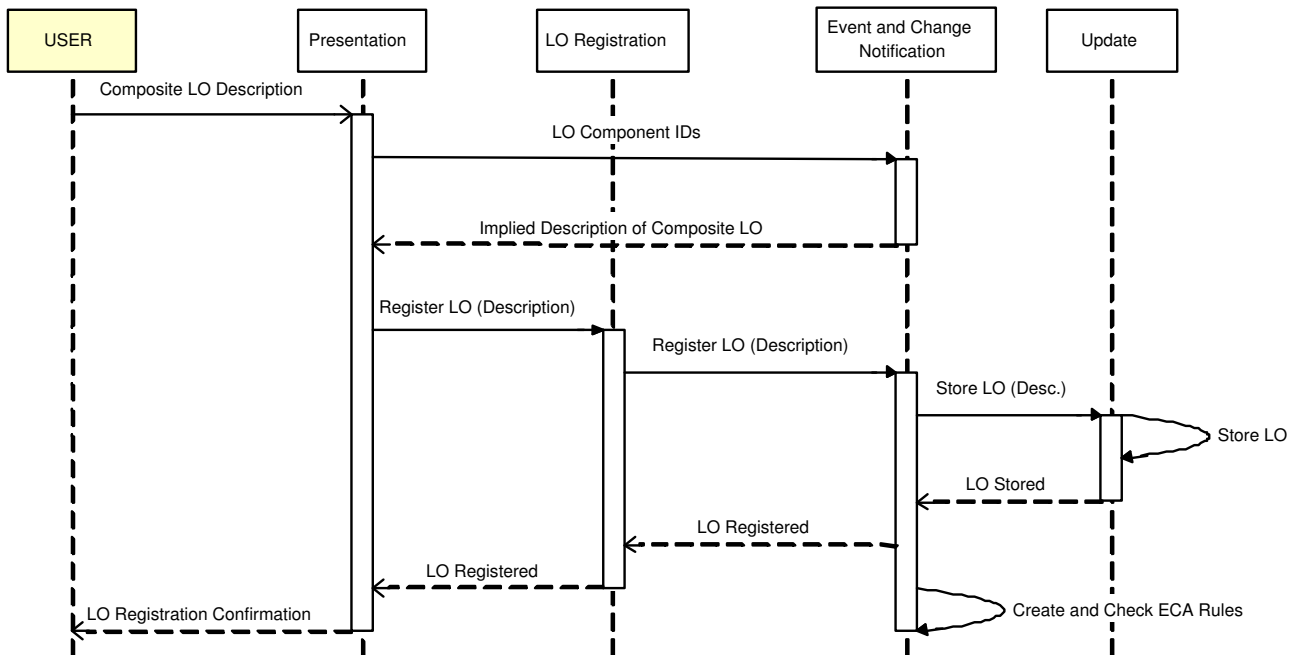 USER
Presentation
LO Registration
Event and Change
Notification
Update
Composite LO Description
LO Component IDs
Implied Description of Composite LO
Register LO (Description)
Register LO (Description)
Store LO (Desc.)
Store LO
LO Stored
LO Registered
LO Registered
LO Registration Confirmation
Create and Check ECA Rules